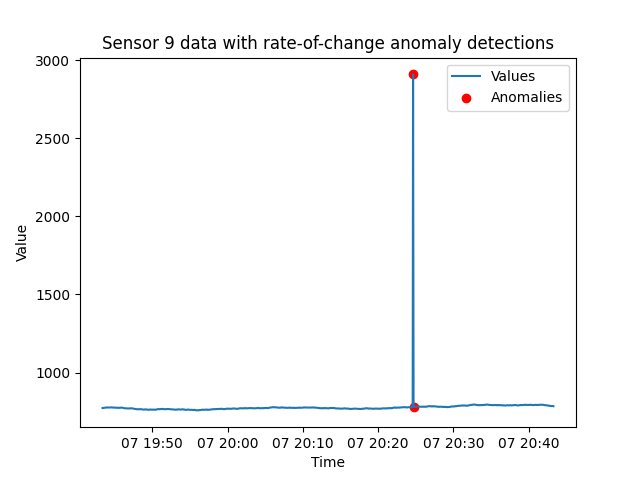 Sensor 9 data with rate-of-change anomaly detections
3000
2500
2000
1500
1000
Value
Values
Anomalies
07 19:50 07 20:00 07 20:10 07 20:20 07 20:30 07 20:40
Time